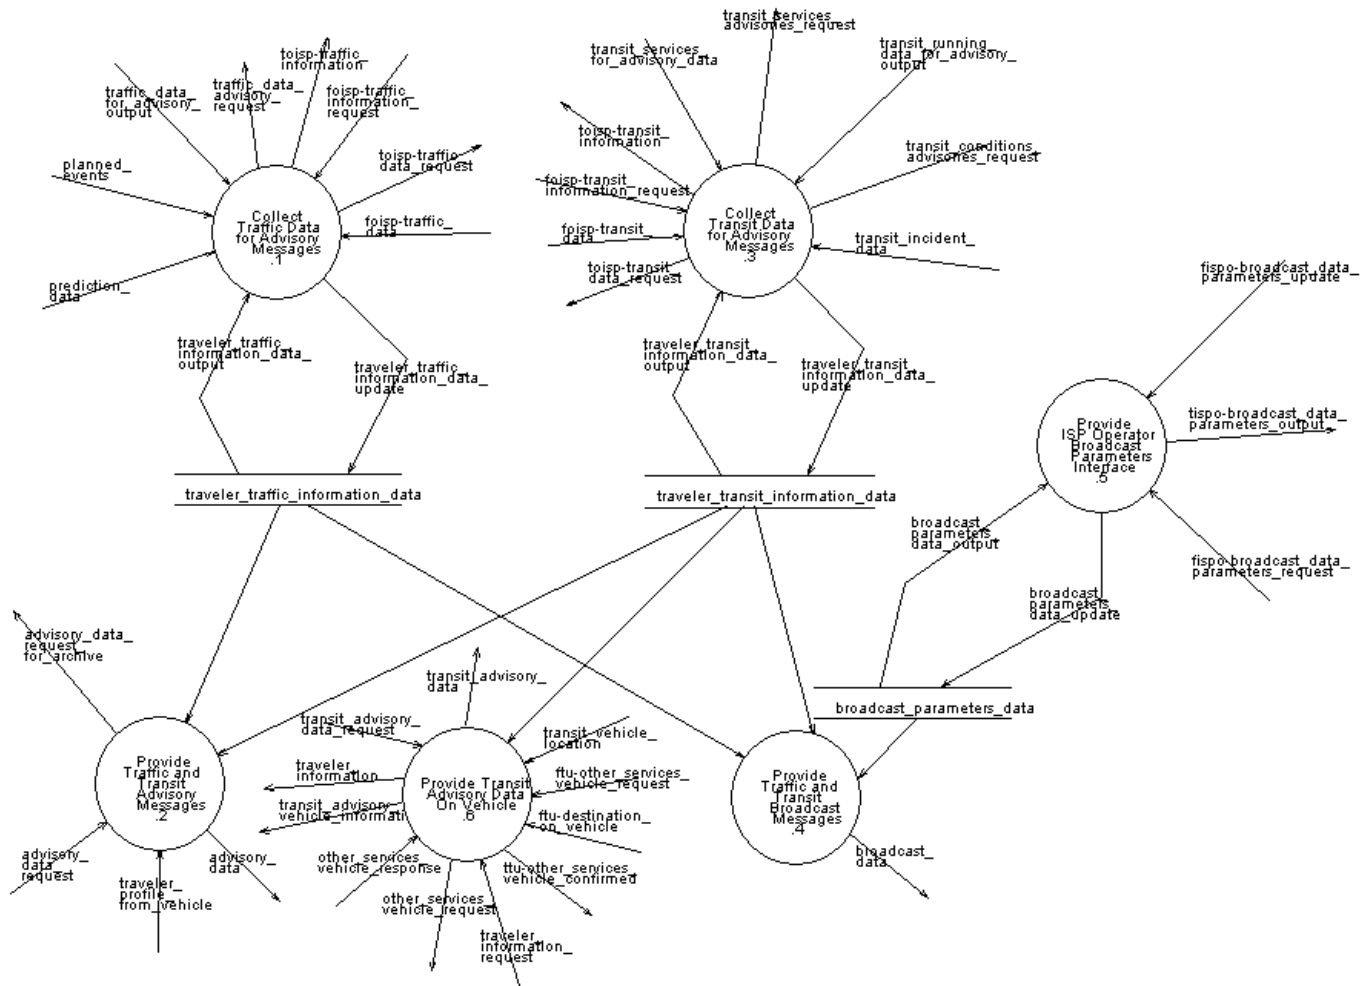 transit_services_
advisories_request
transit_services_
for_advisory_data
transit_running_
data_for_advisory_
output
toisp-traffic_
information_
traffic_data_
advisory_
request
foisp-traffic_
information_
request
traffic_data_
for_advisory_
output
toisp-transit_
information
transit_conditions_
advisories_request
planned_
events
toisp-traffic_
data_request
foisp-transit_
information_request
Collect
Traffic Data
for Advisory
Messages
.1
foisp-traffic_
data
Collect
Transit Data
for Advisory
Messages
.3
foisp-transit_
data
transit_incident_
data
toisp-transit_
data_request
prediction_
data
fispo-broadcast_data_
parameters_update
traveler_traffic_
information_data_
output
traveler_traffic_
information_data_
update
traveler_transit_
information_data_
output
traveler_transit_
information_data_
update
Provide
ISP Operator
Broadcast
Parameters
Interface
.5
tispo-broadcast_data_
parameters_output
traveler_traffic_information_data
traveler_transit_information_data
broadcast_
parameters_
data_output
fispo-broadcast_data_
parameters_request
broadcast_
parameters_
data_update
advisory_data_
request_
for_archive
transit_advisory_
data
broadcast_parameters_data
transit_advisory_
data_request
transit_vehicle_
location
Provide
Traffic and
Transit
Advisory
Messages
.2
traveler_
information
transit_advisory_
vehicle_informati
Provide Transit
Advisory Data
On Vehicle
.6
ftu-other_services_
vehicle_request
ftu-destination_
on_vehicle
Provide
Traffic and
Transit
Broadcast
Messages
.4
advisory_
data_
request
traveler_
profile_
from_vehicle
advisory_
data
other_services_
vehicle_response
ttu-other_services_
vehicle_confirmed
broadcast_
data
other_services_
vehicle_request
traveler_
information_
request